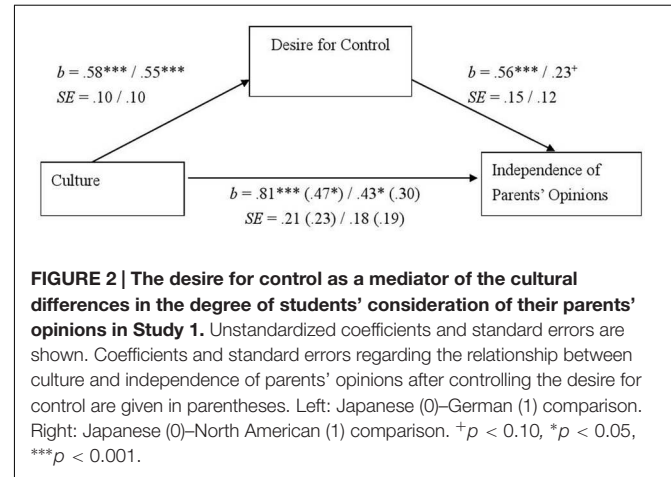 Desire for Control
b = .58*** / .55***
SE = .10 / .10
b = .56*** / .23+
SE = .15 / .12
Culture
Independence of
Parents' Opinions
b = .81*** (.47*) / .43* (.30)
SE = .21 (.23) / .18 (.19)
FIGURE 2 | The desire for control as a mediator of the cultural
differences in the degree of students' consideration of their parents'
opinions in Study 1. Unstandardized coefficients and standard errors are
shown. Coefficients and standard errors regarding the relationship between
culture and independence of parents' opinions after controlling the desire for
control are given in parentheses. Left: Japanese (0)–German (1) comparison.
Right: Japanese (0)–North American (1) comparison. +p < 0.10, *p < 0.05,
***p < 0.001.